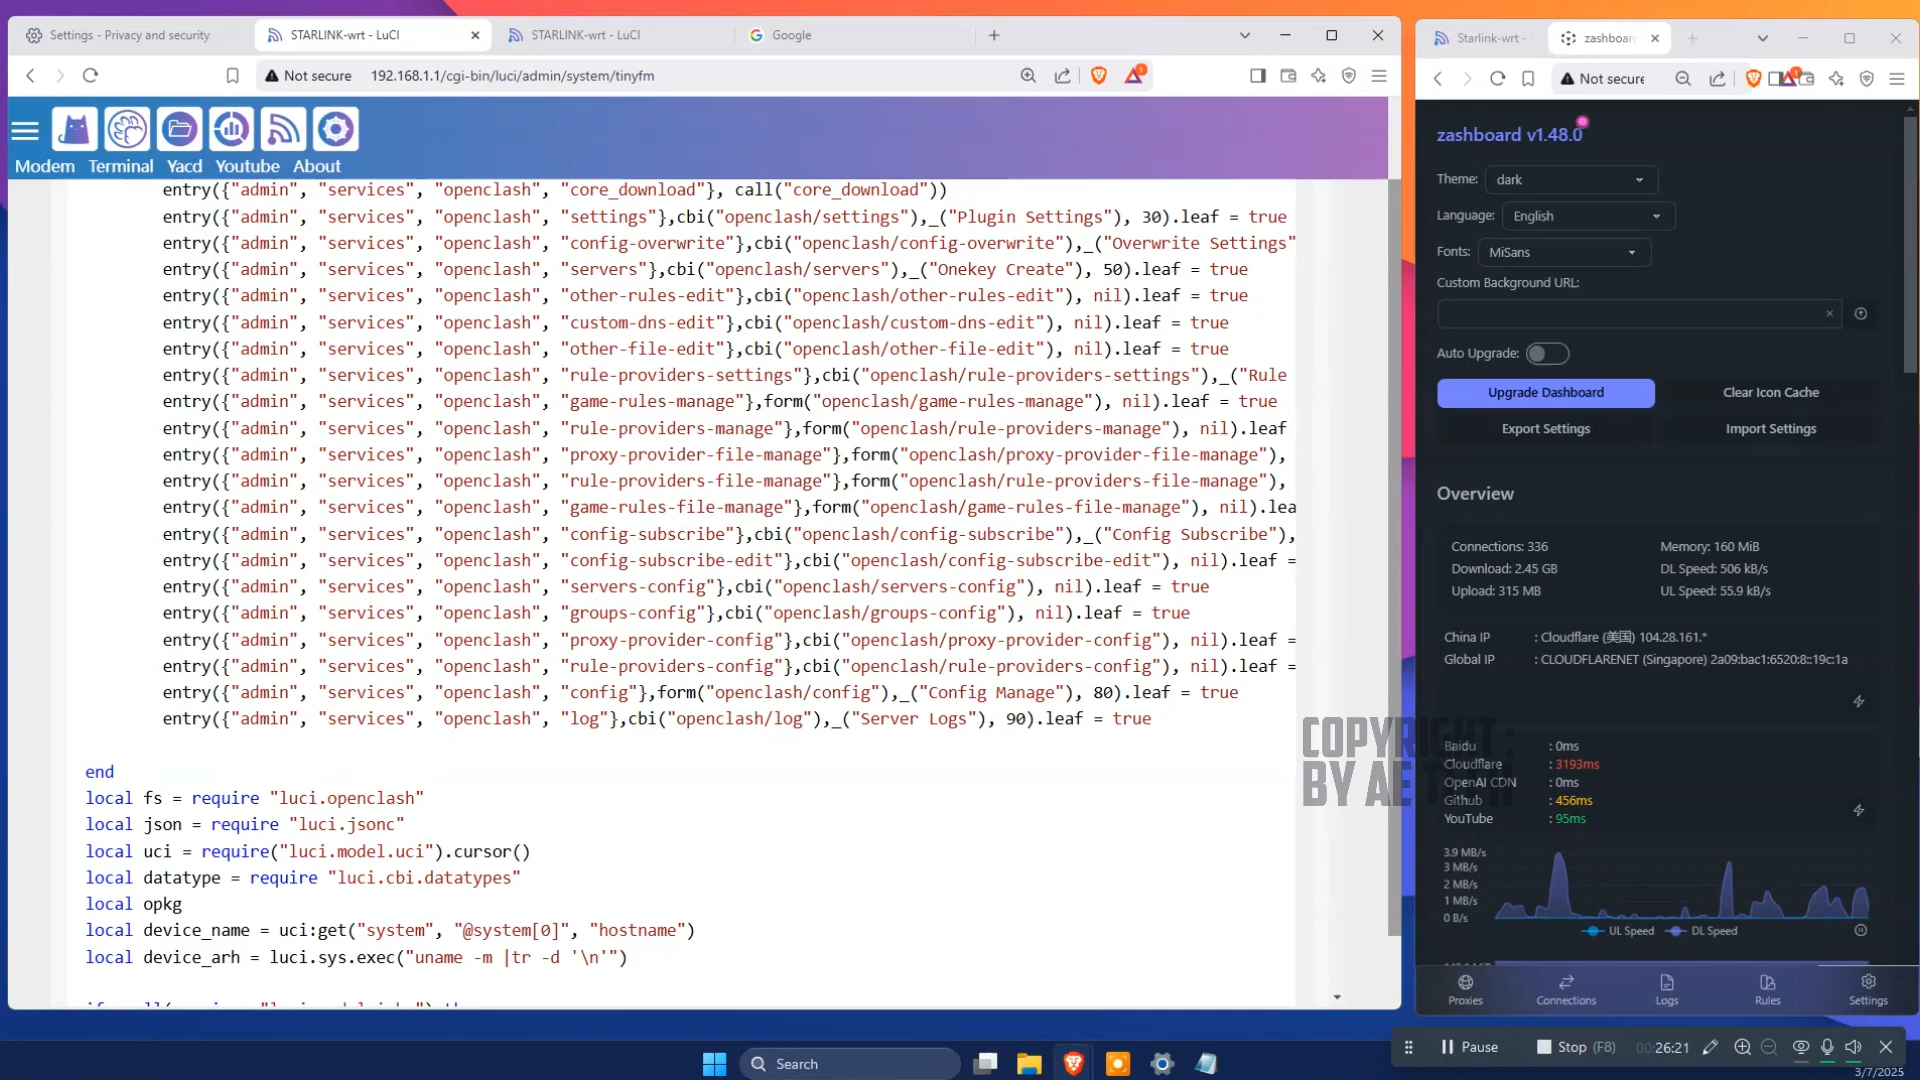 Settings - Privacy and security
STARLINK-wrt - LuCI
STARLINK-wrt - LuCI
Google
Not secure 192.168.1.1/cgi-bin/luci/admin/system/tinyfm
Modem Terminal Yacd Youtube About
entry({"admin", "services", "openclash", "core_download"}, call("core_download"))
entry({"admin", "services", "openclash", "settings"},cbi("openclash/settings"),_("Plugin Settings"), 30).leaf = true
entry({"admin", "services", "openclash", "config-overwrite"},cbi("openclash/config-overwrite"),_("Overwrite Settings"
entry({"admin", "services", "openclash", "servers"},cbi("openclash/servers"),_("Onekey Create"), 50).leaf = true
entry({"admin", "services", "openclash", "other-rules-edit"},cbi("openclash/other-rules-edit"), nil).leaf = true
entry({"admin", "services", "openclash", "custom-dns-edit"},cbi("openclash/custom-dns-edit"), nil).leaf = true
entry({"admin", "services", "openclash", "other-file-edit"},cbi("openclash/other-file-edit"), nil).leaf = true
entry({"admin", "services", "openclash", "rule-providers-settings"},cbi("openclash/rule-providers-settings"),_("Rule
entry({"admin", "services", "openclash", "game-rules-manage"},form("openclash/game-rules-manage"), nil).leaf = true
entry({"admin", "services", "openclash", "rule-providers-manage"},form("openclash/rule-providers-manage"), nil).leaf
entry({"admin", "services", "openclash", "proxy-provider-file-manage"},form("openclash/proxy-provider-file-manage"),
entry({"admin", "services", "openclash", "rule-providers-file-manage"},form("openclash/rule-providers-file-manage"),
entry({"admin", "services", "openclash", "game-rules-file-manage"},form("openclash/game-rules-file-manage"), nil).lea
entry({"admin", "services", "openclash", "config-subscribe"},cbi("openclash/config-subscribe"),_("Config Subscribe"),
entry({"admin", "services", "openclash", "config-subscribe-edit"},cbi("openclash/config-subscribe-edit"), nil).leaf =
entry({"admin", "services", "openclash", "servers-config"},cbi("openclash/servers-config"), nil).leaf = true
entry({"admin", "services", "openclash", "groups-config"},cbi("openclash/groups-config"), nil).leaf = true
entry({"admin", "services", "openclash", "proxy-provider-config"},cbi("openclash/proxy-provider-config"), nil).leaf =
entry({"admin", "services", "openclash", "rule-providers-config"},cbi("openclash/rule-providers-config"), nil).leaf =
entry({"admin", "services", "openclash", "config"},form("openclash/config"),_("Config Manage"), 80).leaf = true
entry({"admin", "services", "openclash", "log"},cbi("openclash/log"),_("Server Logs"), 90).leaf = true
end
local fs = require "luci.openclash"
local json = require "luci.jsonc"
local uci = require("luci.model.uci").cursor()
local datatype = require "luci.cbi.datatypes"
local opkg
local device_name = uci:get("system", "@system[0]", "hostname")
local device_arh = luci.sys.exec("uname -m |tr -d '\n'")
Starlink-wrt -
zashboar
Not secure
zashboard v1.48.0
Theme: dark
Language: English
Fonts: MiSans
Custom Background URL:
Auto Upgrade:
Upgrade Dashboard Clear Icon Cache
Export Settings Import Settings
Overview
Connections: 336 Memory: 160 MiB
Download: 2.45 GB DL Speed: 506 kB/s
Upload: 315 MB UL Speed: 55.9 kB/s
China IP : Cloudflare (美国) 104.28.161.*
Global IP : CLOUDFLARENET (Singapore) 2a09:bac1:6520:8::19c:1a
COPYRIGHT :
Baidu : 0ms
Cloudflare : 3193ms
OpenAI CDN : 0ms
Github : 456ms
YouTube : 95ms
3.9 MB/s
3 MB/s
2 MB/s
1 MB/s
0 B/s
UL Speed DL Speed
Proxies Connections Logs Rules Settings
Search
Pause Stop (F8) 00:26:21
3/7/2025